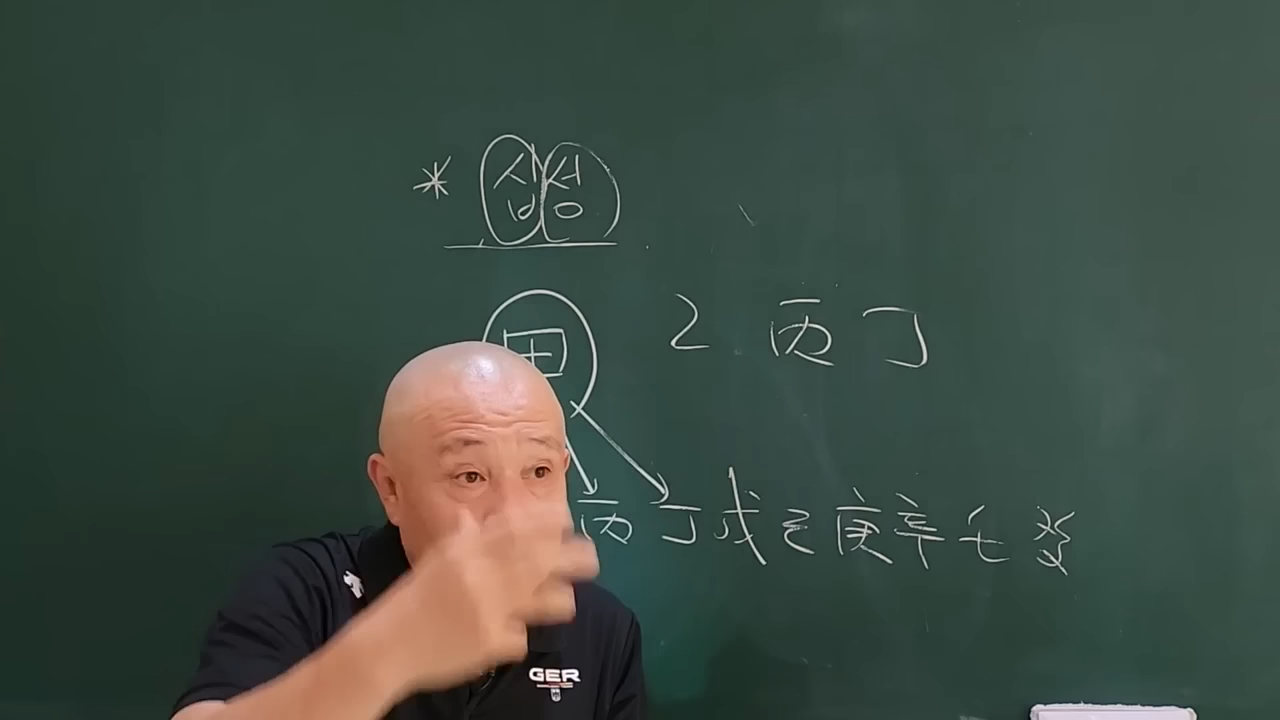 * 십성
甲 乙 丙 丁
丙 丁 戊 己 庚 辛 壬 癸
GER